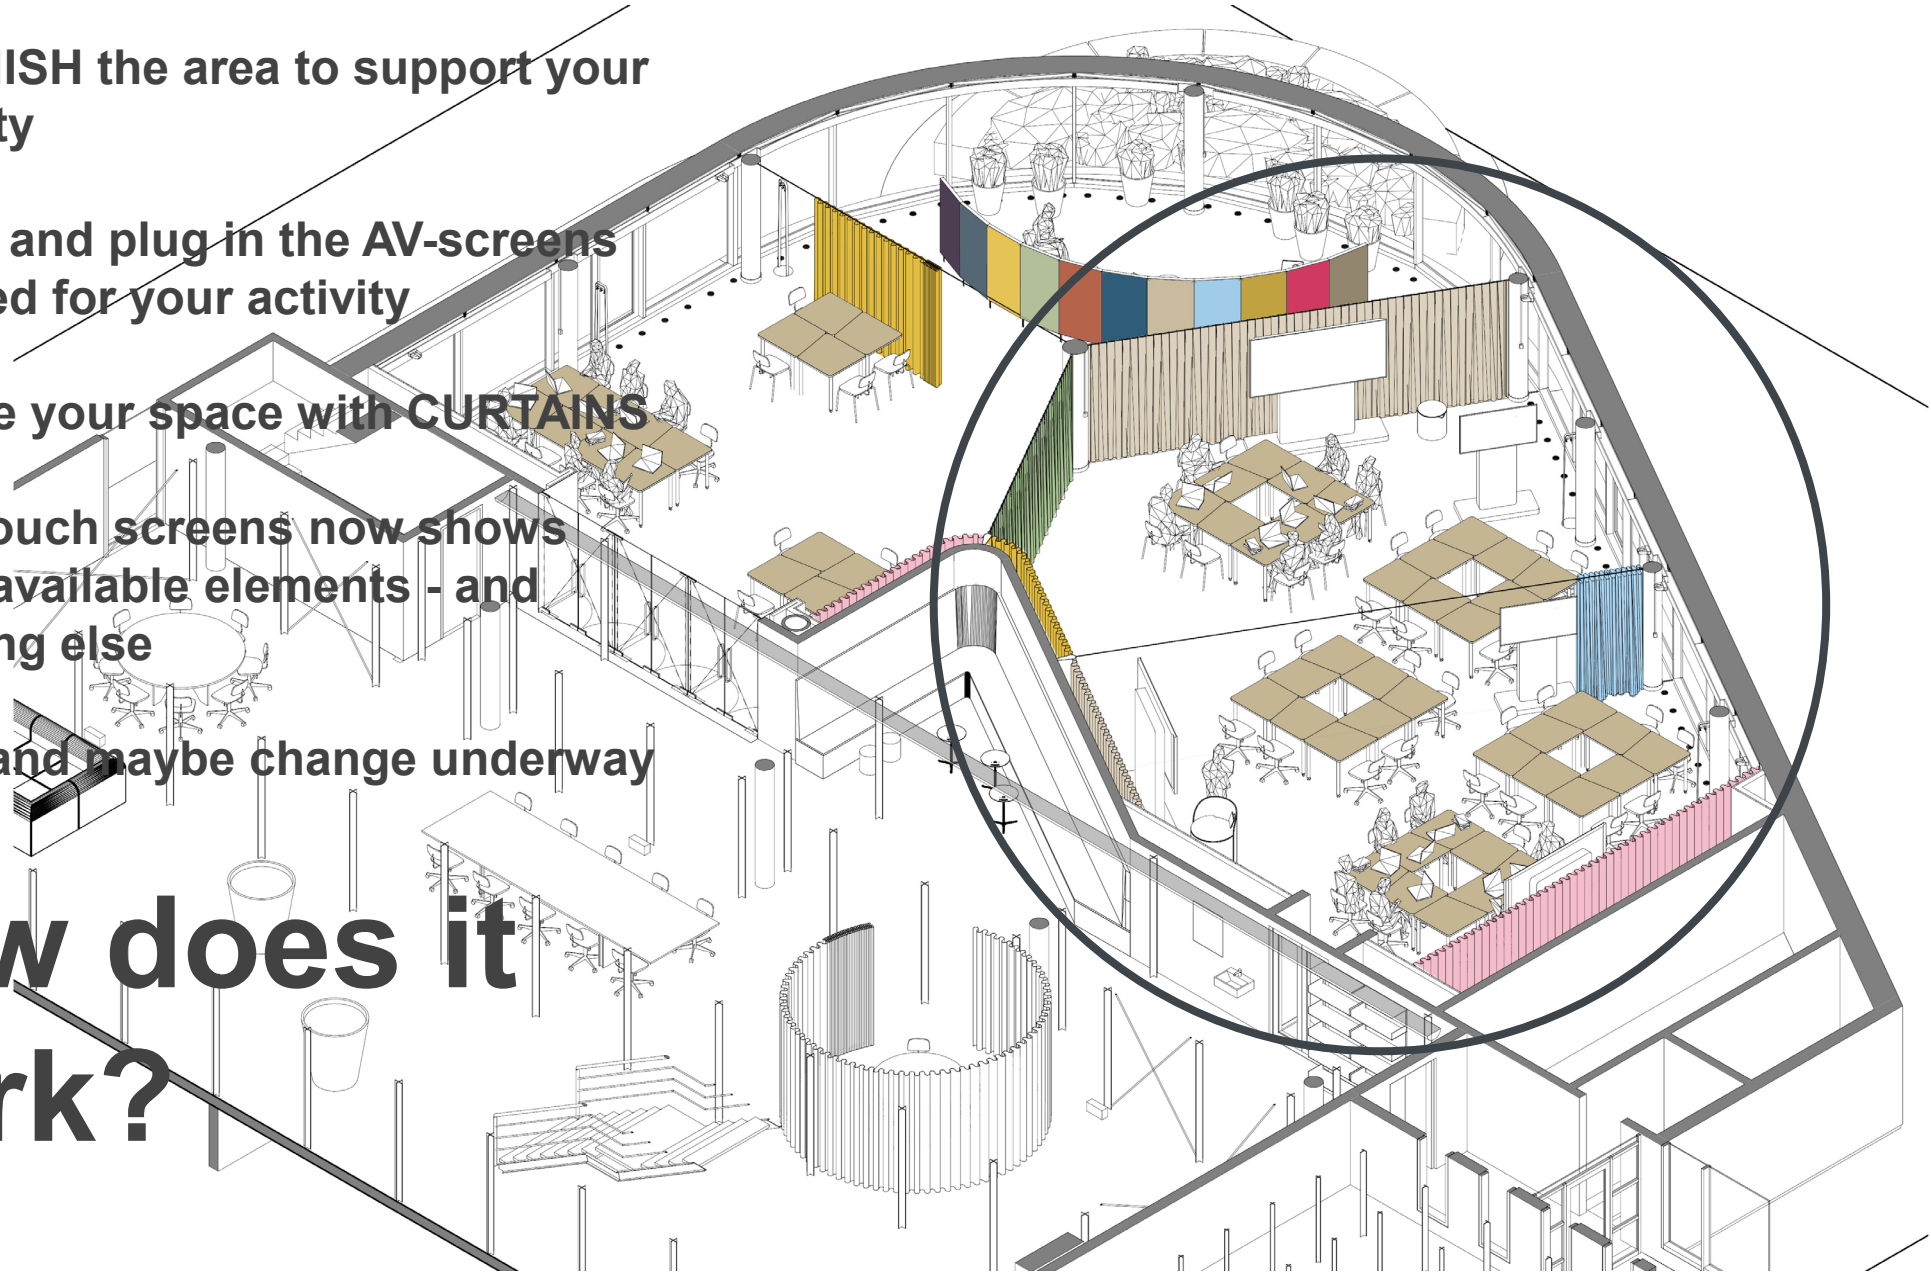 ISH the area to support your
ty
and plug in the AV-screens
ed for your activity
e your space with CURTAINS
ouch screens now shows
available elements - and
ng else
and maybe change underway
w does it
rk?